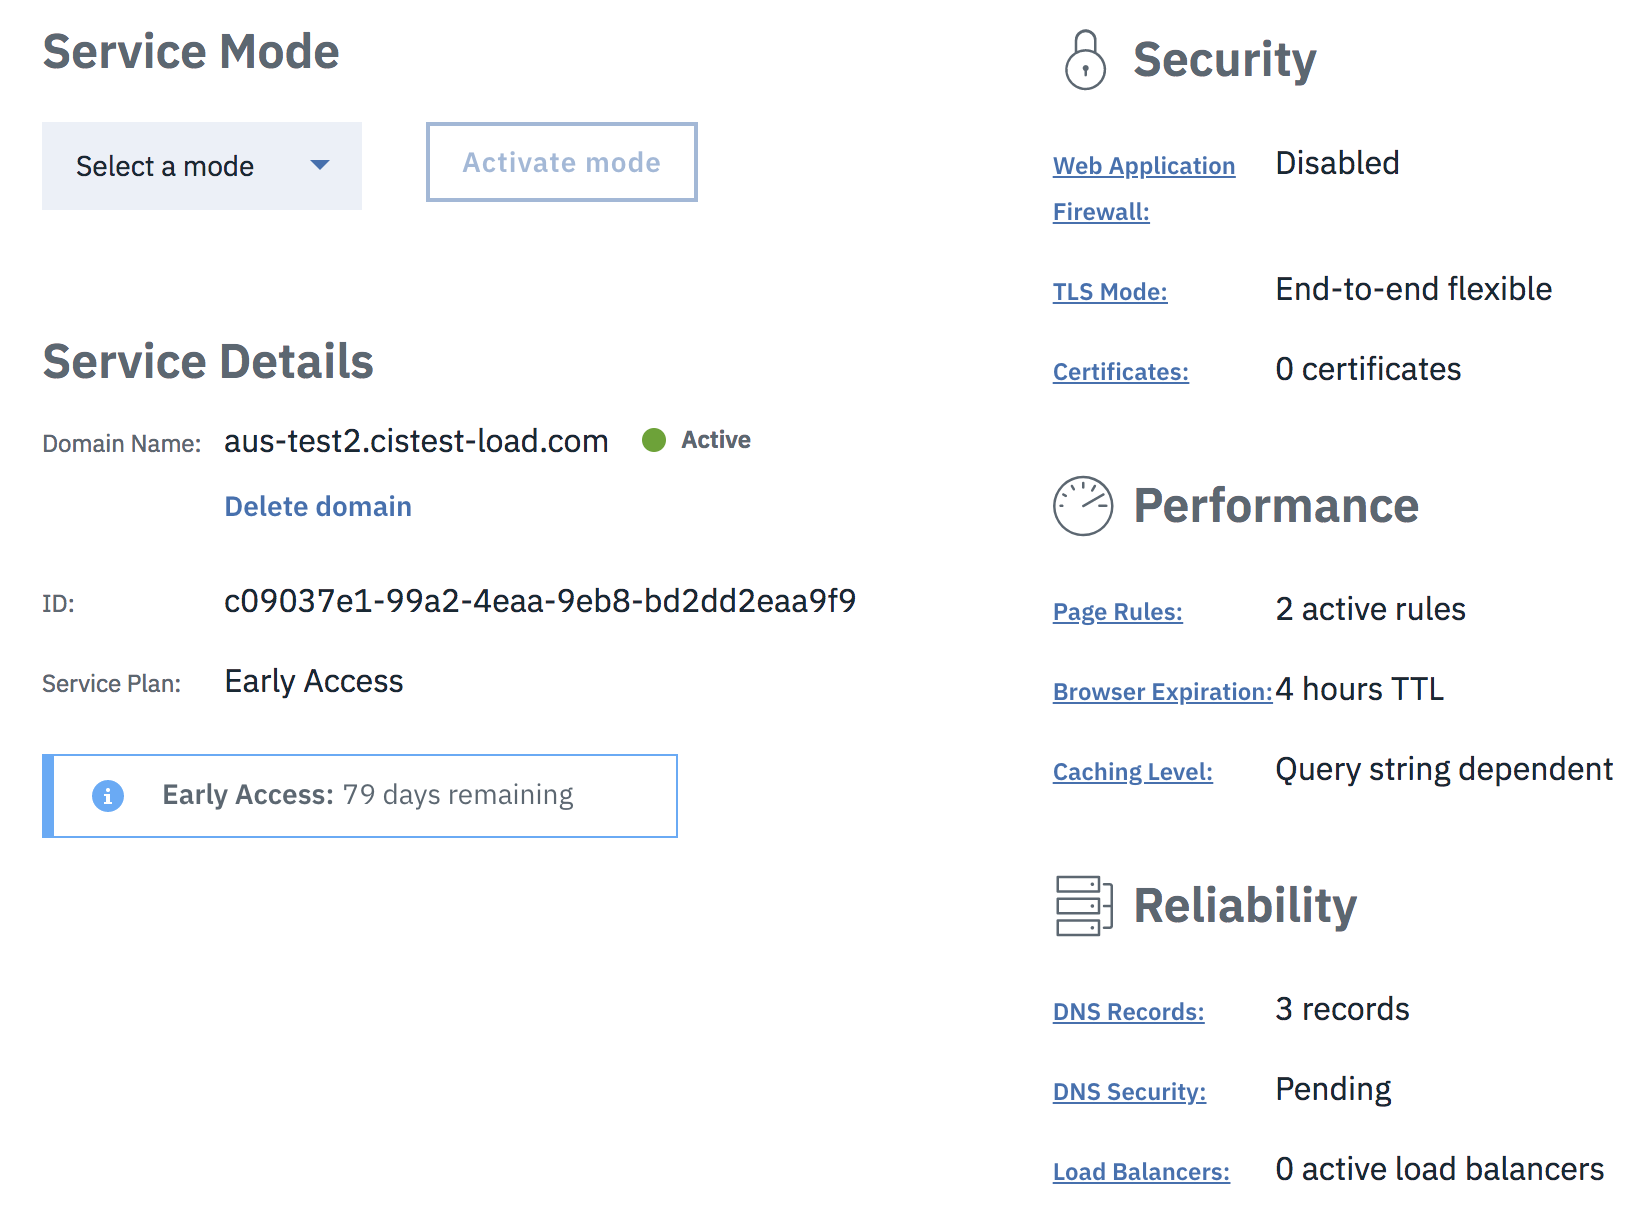 Service Mode
Select a mode
Activate mode
Service Details
Domain Name: aus-test2.cistest-load.com Active
Delete domain
ID: c09037e1-99a2-4eaa-9eb8-bd2dd2eaa9f9
Service Plan: Early Access
Early Access: 79 days remaining
Security
Web Application Disabled
Firewall:
TLS Mode: End-to-end flexible
Certificates: 0 certificates
Performance
Page Rules: 2 active rules
Browser Expiration: 4 hours TTL
Caching Level: Query string dependent
Reliability
DNS Records: 3 records
DNS Security: Pending
Load Balancers: 0 active load balancers